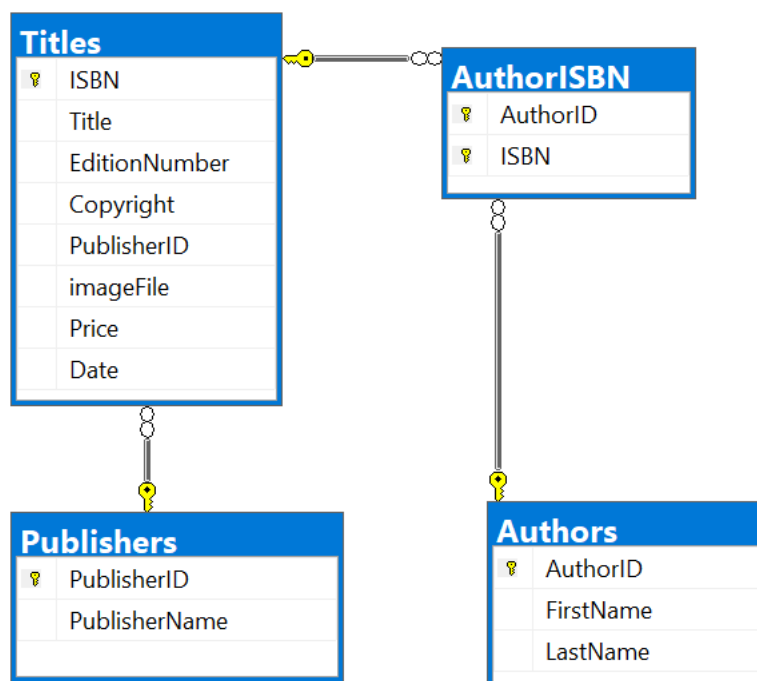 Titles
ISBN
Title
EditionNumber
Copyright
PublisherID
imageFile
Price
Date
AuthorISBN
AuthorID
ISBN
Publishers
PublisherID
PublisherName
Authors
AuthorID
FirstName
LastName